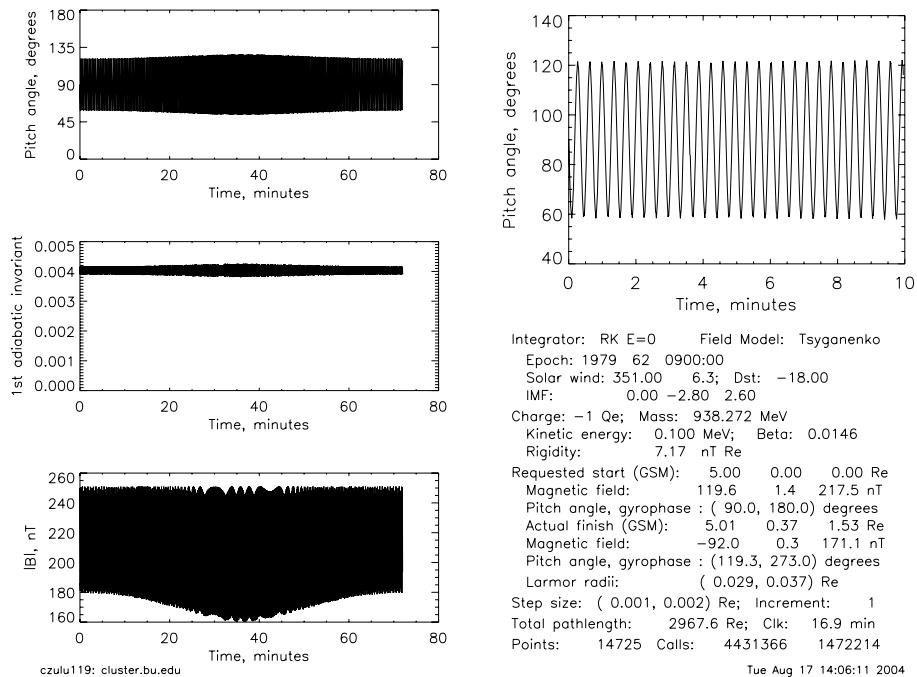 180
135
90
45
0
Pitch angle, degrees
0 20 40 60 80
Time, minutes
0.005
0.004
0.003
0.002
0.001
0.000
1st adiabatic invariant
0 20 40 60 80
Time, minutes
260
240
220
200
180
160
|B|, nT
0 20 40 60 80
Time, minutes
czulu119: cluster.bu.edu
140
120
100
80
60
40
Pitch angle, degrees
0 2 4 6 8 10
Time, minutes
Integrator: RK E=0 Field Model: Tsyganenko
Epoch: 1979 62 0900:00
Solar wind: 351.00 6.3; Dst: −18.00
IMF: 0.00 −2.80 2.60
Charge: −1 Qe; Mass: 938.272 MeV
Kinetic energy: 0.100 MeV; Beta: 0.0146
Rigidity: 7.17 nT Re
Requested start (GSM): 5.00 0.00 0.00 Re
Magnetic field: 119.6 1.4 217.5 nT
Pitch angle, gyrophase : ( 90.0, 180.0) degrees
Actual finish (GSM): 5.01 0.37 1.53 Re
Magnetic field: −92.0 0.3 171.1 nT
Pitch angle, gyrophase : (119.3, 273.0) degrees
Larmor radii: ( 0.029, 0.037) Re
Step size: ( 0.001, 0.002) Re; Increment: 1
Total pathlength: 2967.6 Re; Clk: 16.9 min
Points: 14725 Calls: 4431366 1472214
Tue Aug 17 14:06:11 2004